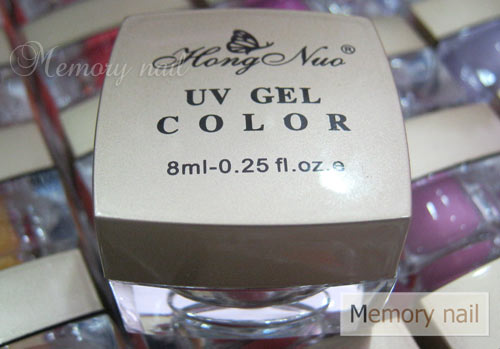 Memory nail
Hong Nuo®
UV GEL
COLOR
8ml-0.25 fl.oz.e
Memory nail